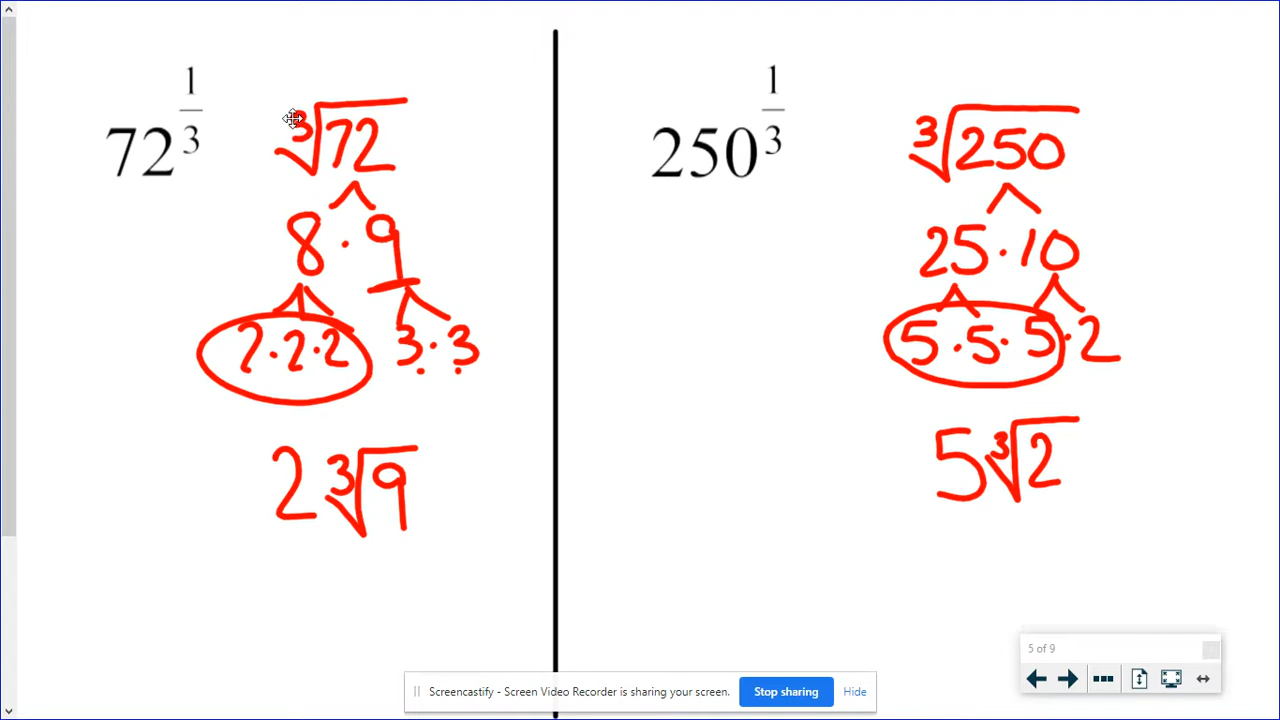 72^{1/3}
∛72
8 · 9
2 · 2 · 2 3 · 3
2∛9
250^{1/3}
∛250
25 · 10
5 · 5 · 5 · 2
5∛2
5 of 9
Screencastify - Screen Video Recorder is sharing your screen. Stop sharing Hide